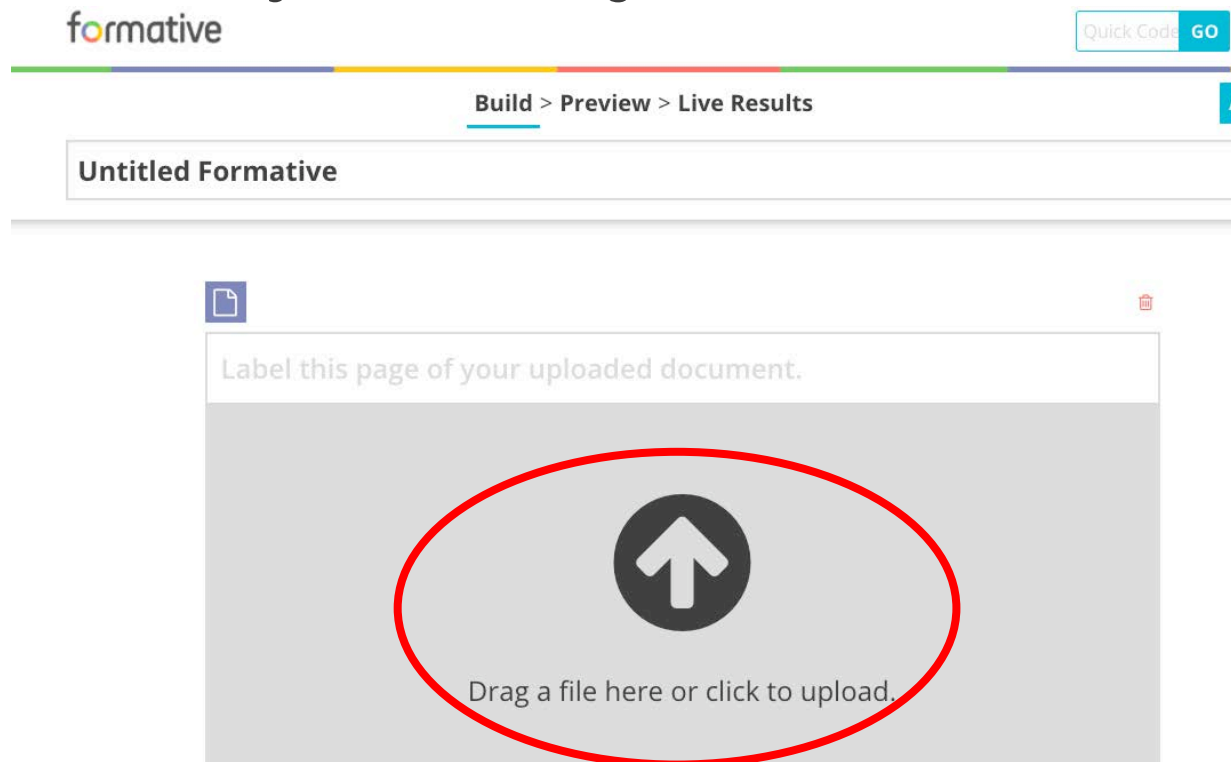 formative
Quick Code GO
Build > Preview > Live Results
Untitled Formative
Label this page of your uploaded document.
Drag a file here or click to upload.